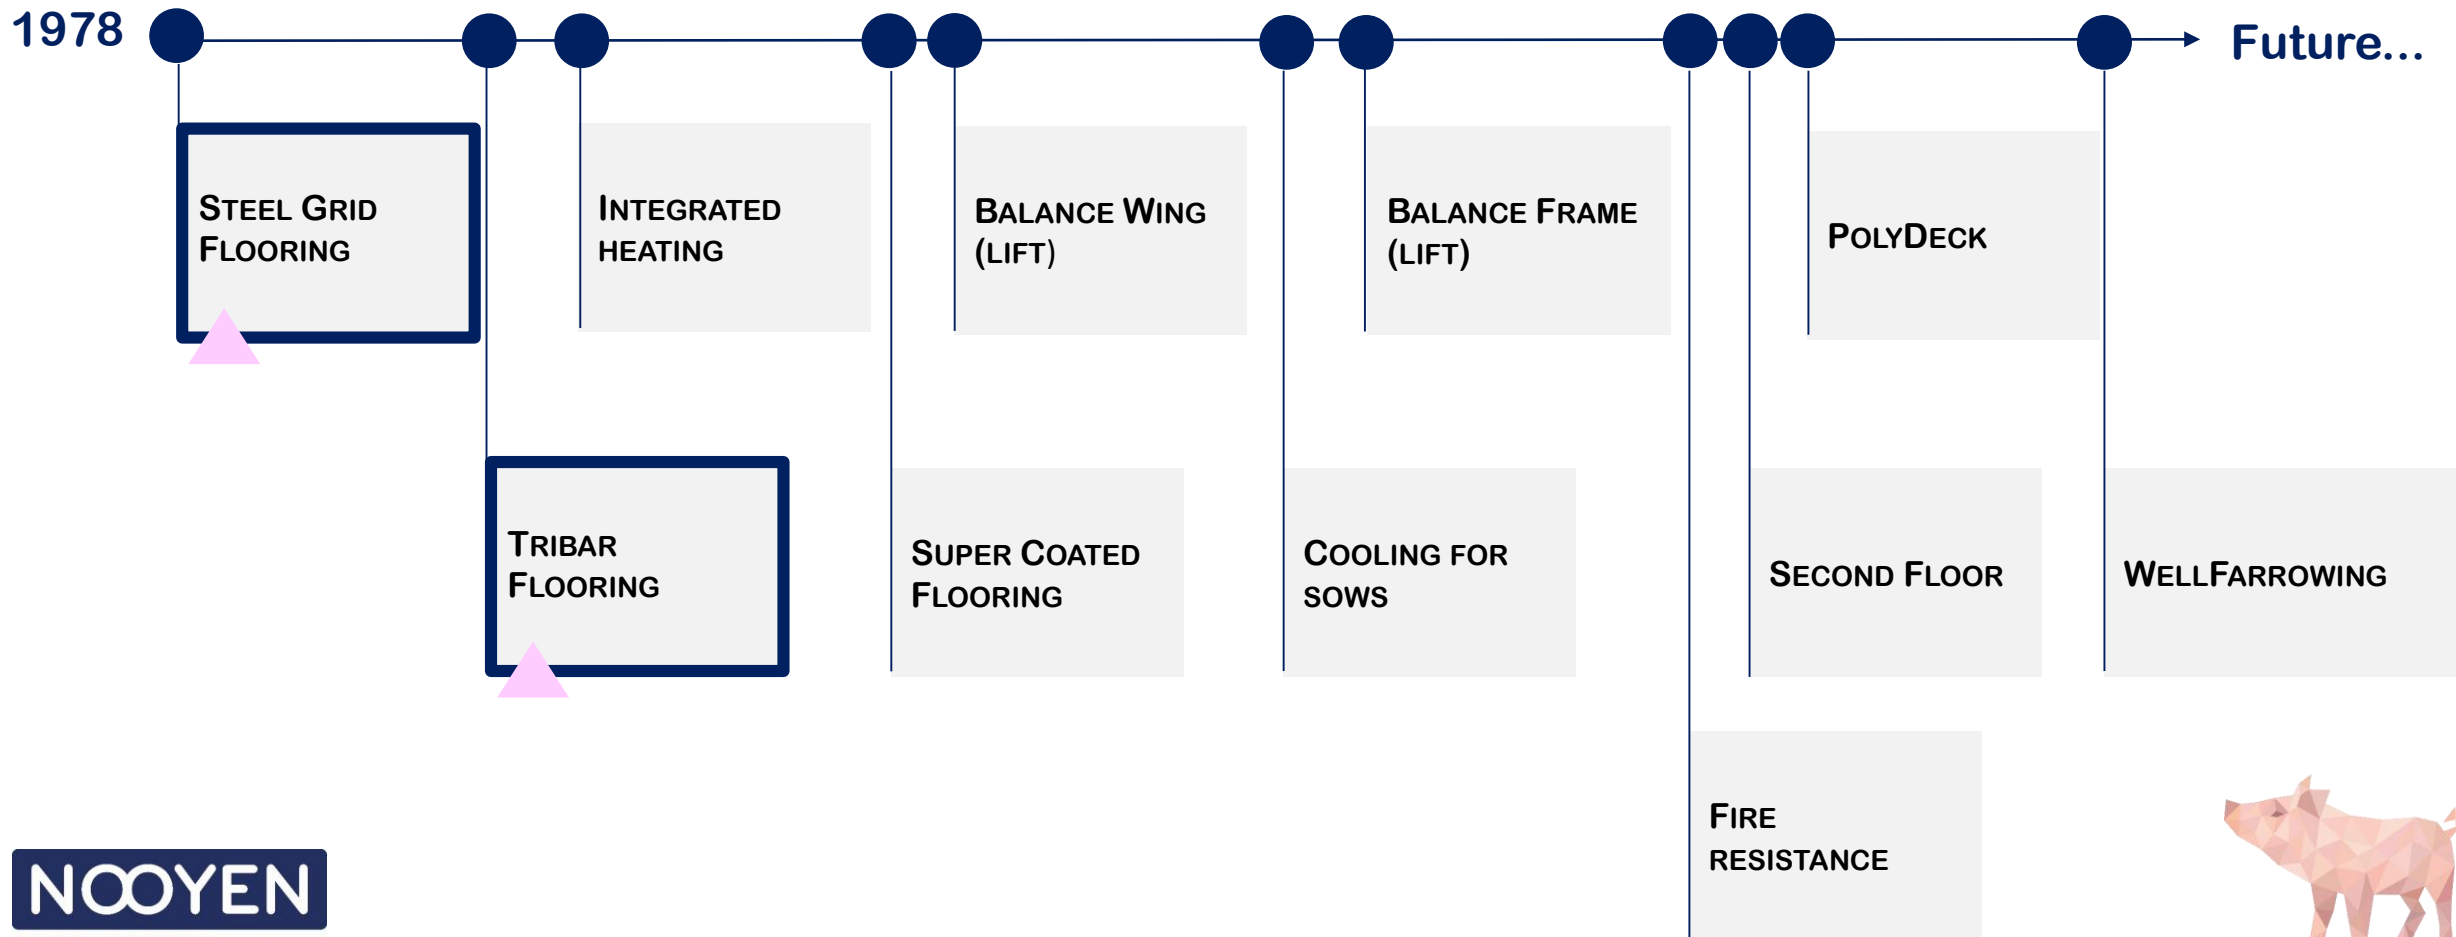 1978
Future...
Steel Grid
Flooring
Integrated
heating
Balance Wing
(lift)
Balance Frame
(lift)
PolyDeck
Tribar
Flooring
Super Coated
Flooring
Cooling for
sows
Second Floor
WellFarrowing
Fire
resistance
NOOYEN